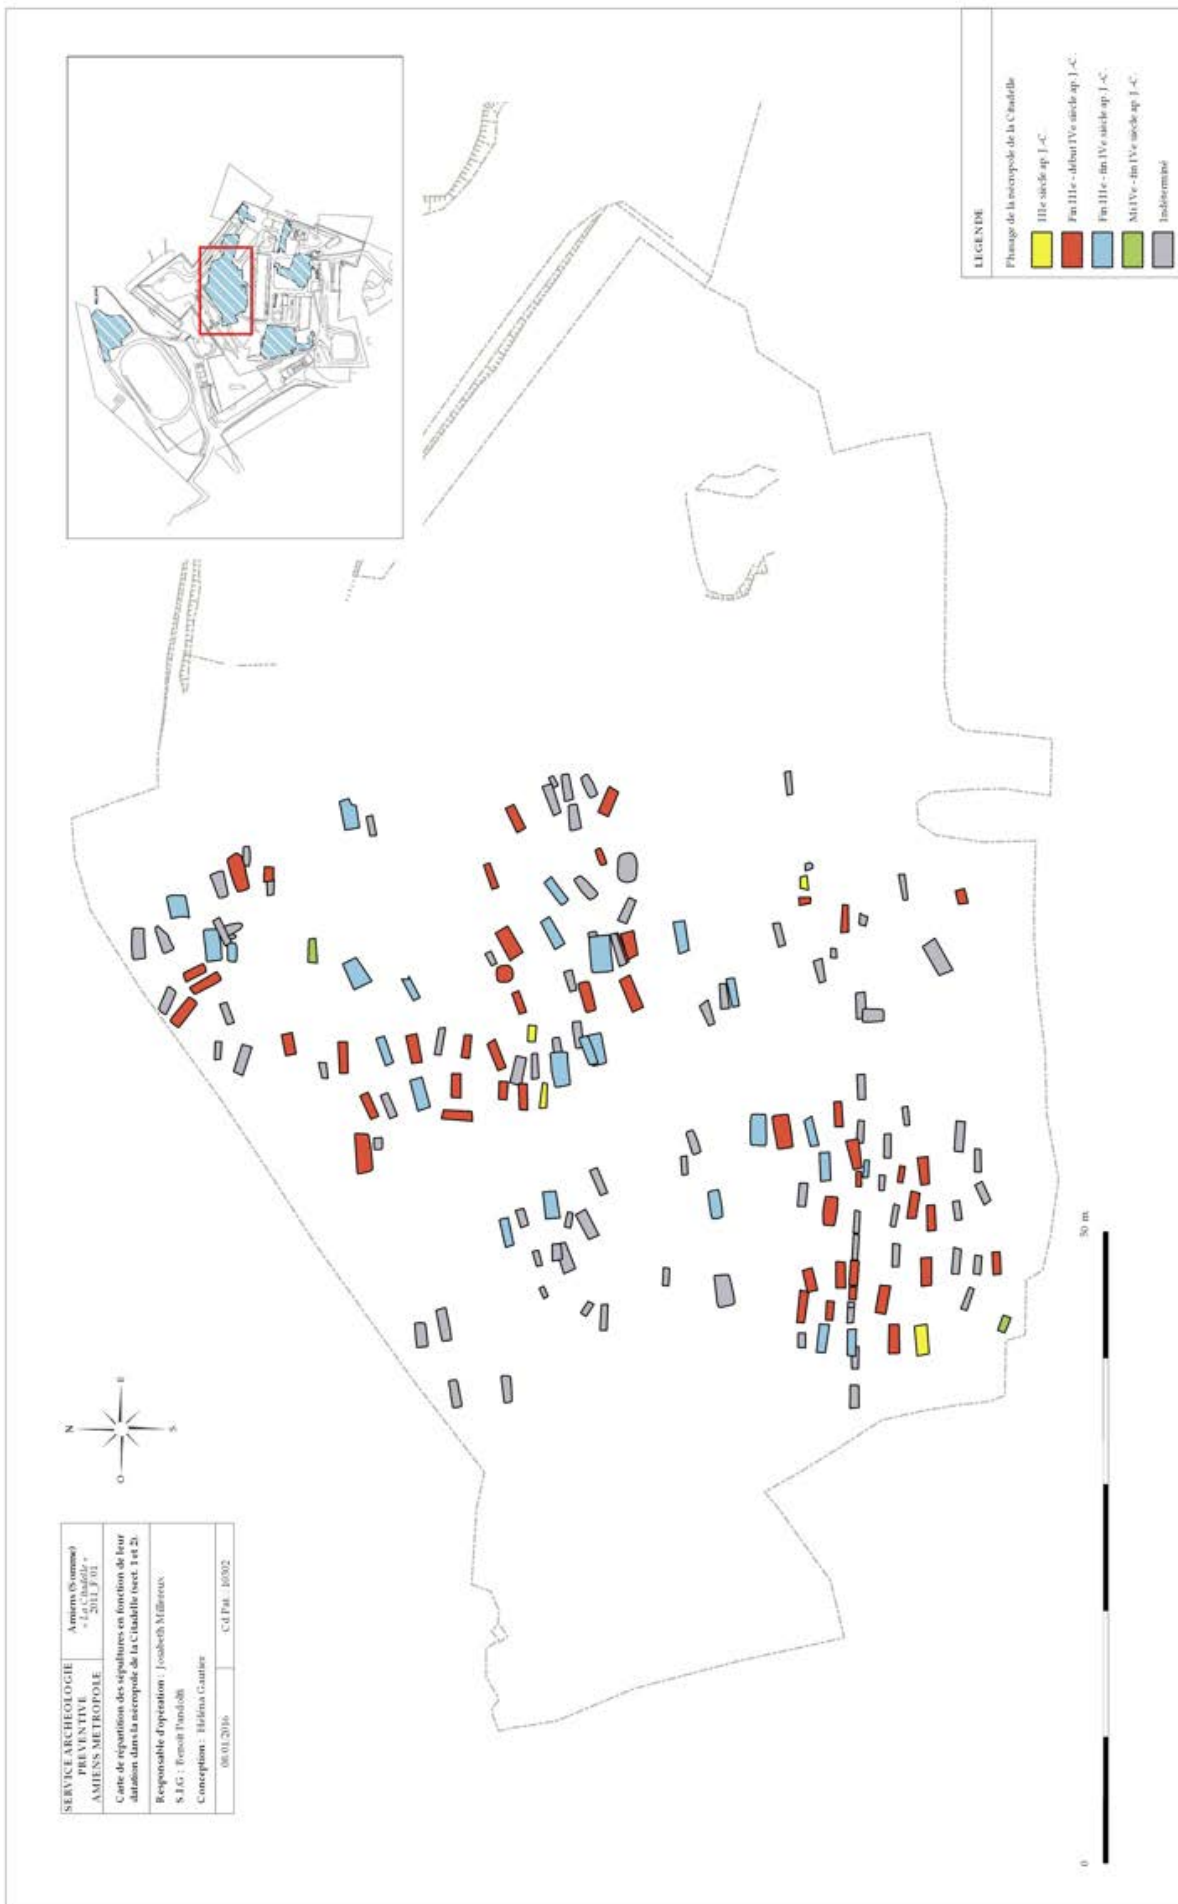 SERVICE ARCHEOLOGIE
PREVENTIVE
AMIENS METROPOLE
Amiens (Somme)
« La Citadelle »
2011_F_01
Carte de répartition des sépultures en fonction de leur
datation dans la nécropole de la Citadelle (sect. 1 et 2).
Responsable d'opération : Josabeth Millereux
S.I.G : Benoît Pandolfi
Conception : Héléna Gautier
08/01/2016
Cd Pat. : 10302
N
O
E
S
0
50 m
LEGENDE
Phasage de la nécropole de la Citadelle
IIIe siècle ap. J.-C.
Fin IIIe - début IVe siècle ap. J.-C.
Fin IIIe - fin IVe siècle ap. J.-C.
Mi IVe - fin IVe siècle ap. J.-C.
Indéterminé